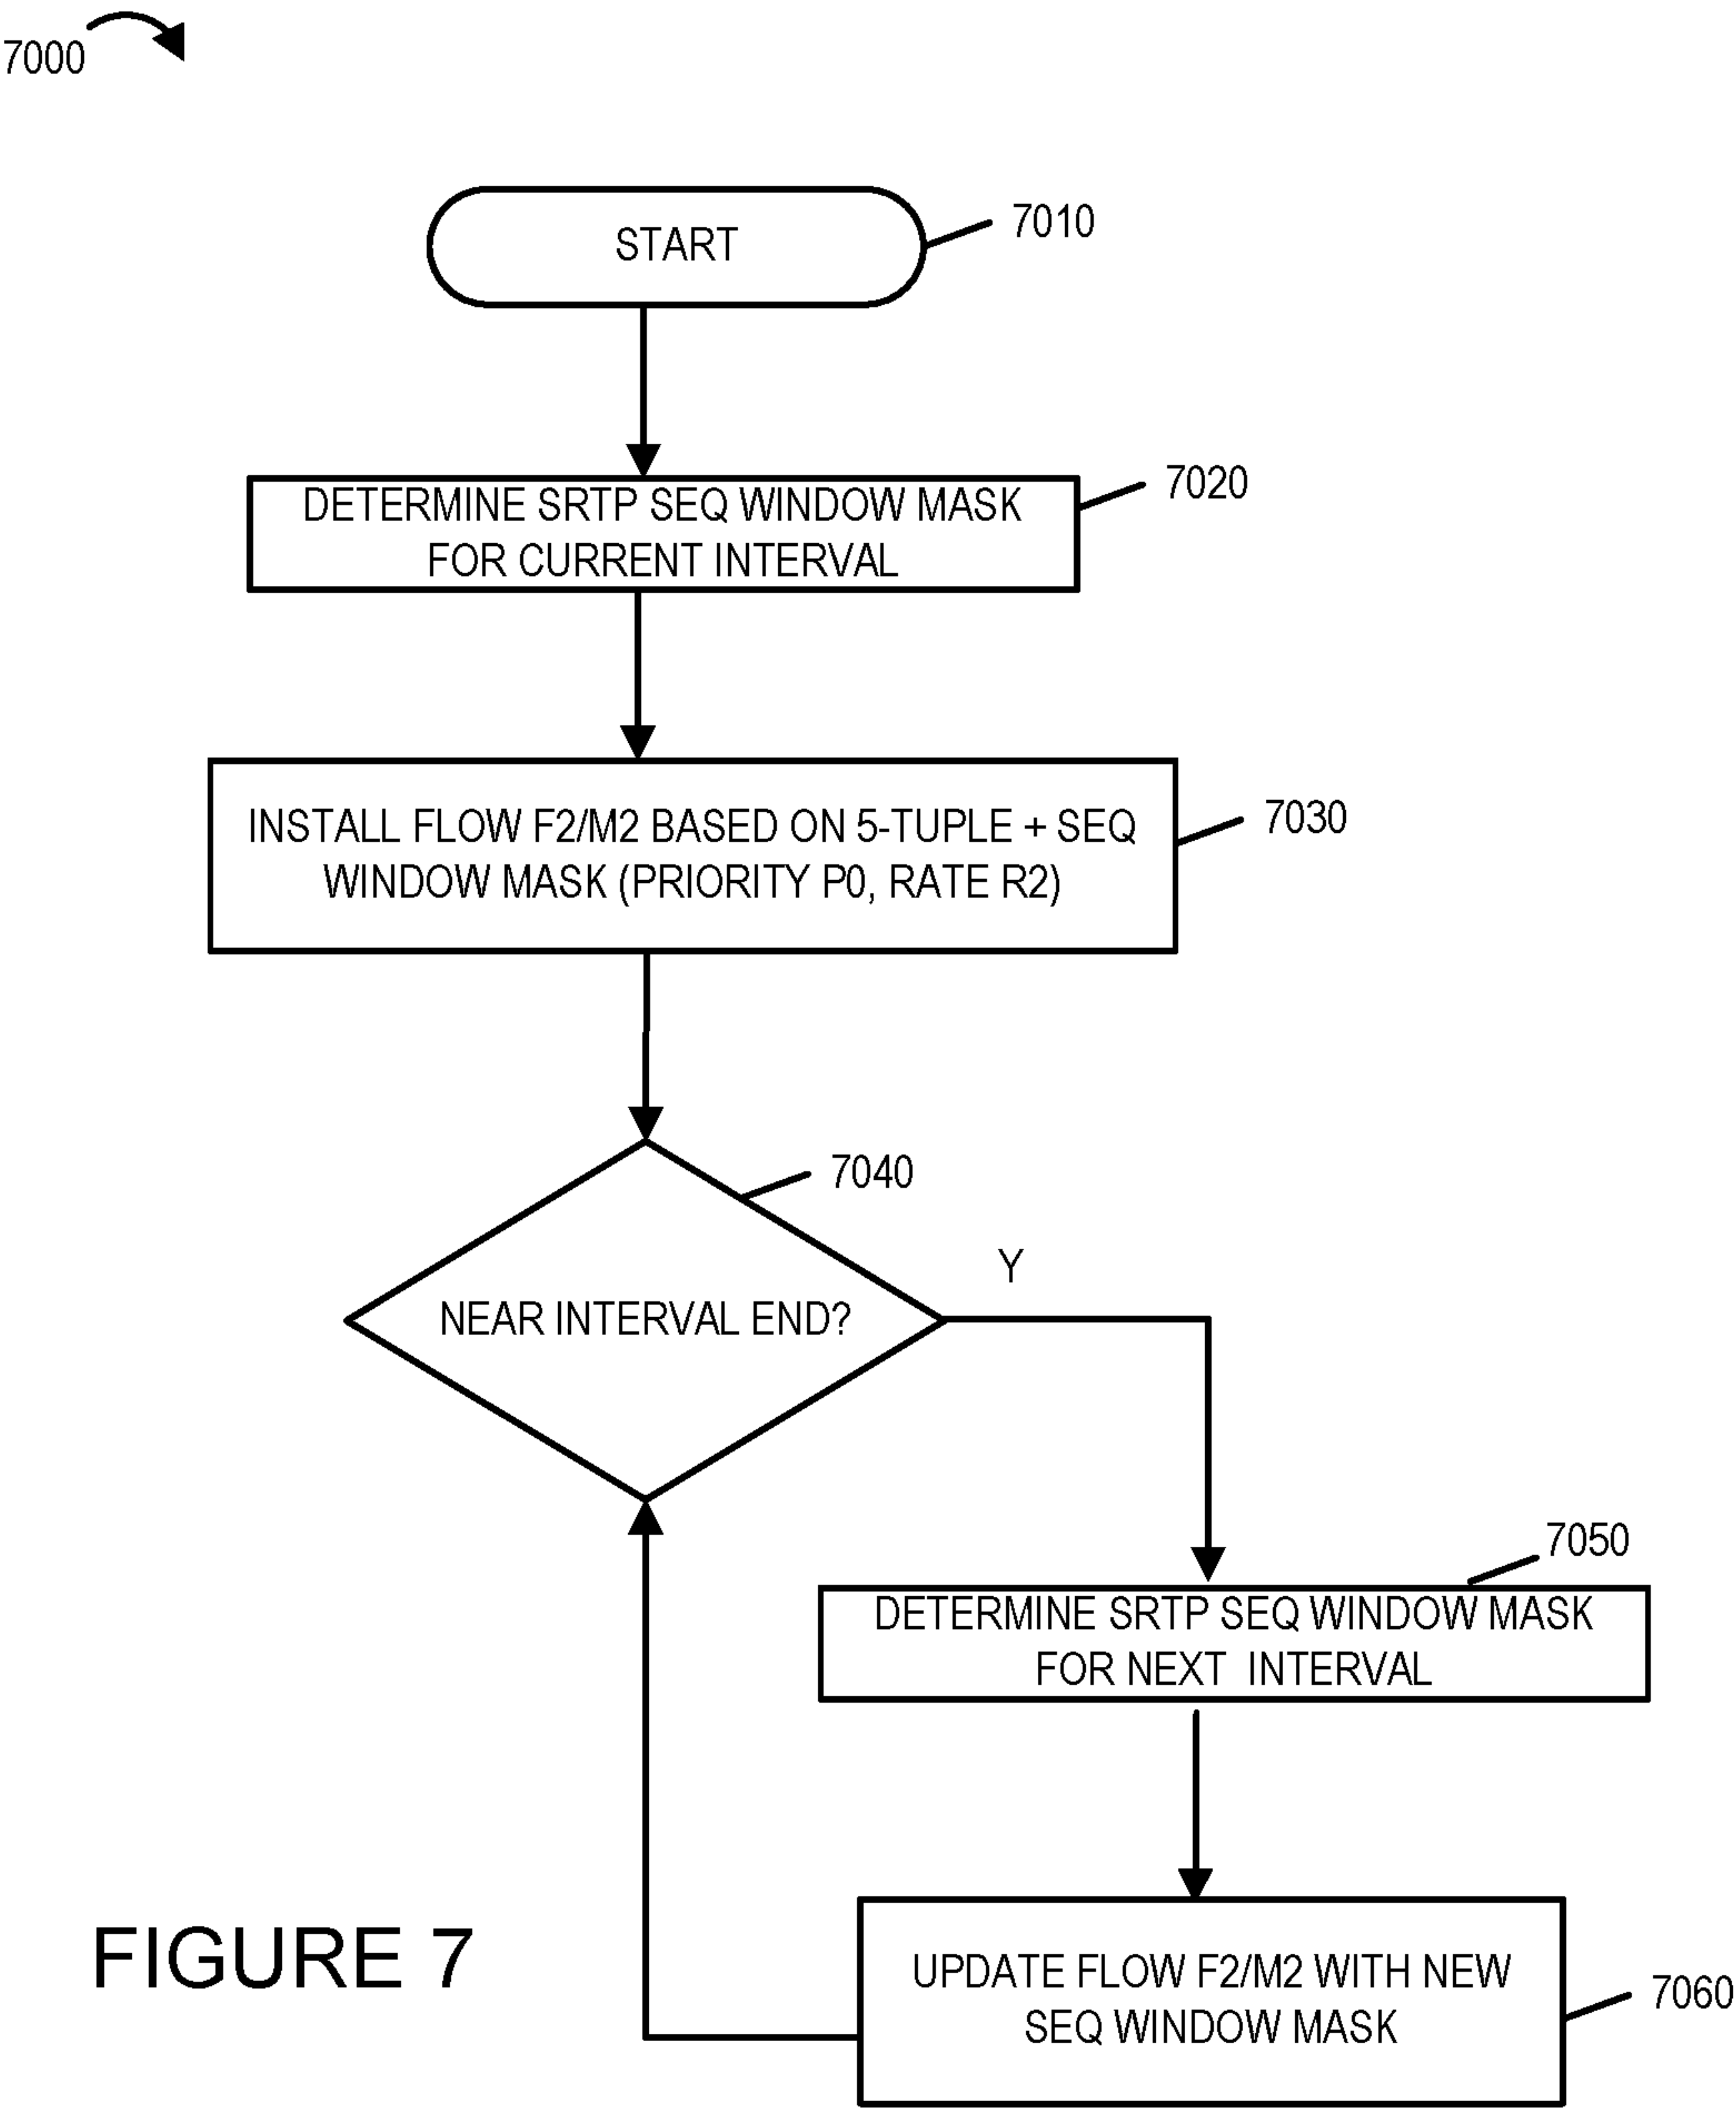 7000
START
7010
DETERMINE SRTP SEQ WINDOW MASK
FOR CURRENT INTERVAL
7020
INSTALL FLOW F2/M2 BASED ON 5-TUPLE + SEQ
WINDOW MASK (PRIORITY P0, RATE R2)
7030
7040
NEAR INTERVAL END?
Y
7050
DETERMINE SRTP SEQ WINDOW MASK
FOR NEXT INTERVAL
UPDATE FLOW F2/M2 WITH NEW
SEQ WINDOW MASK
7060
FIGURE 7